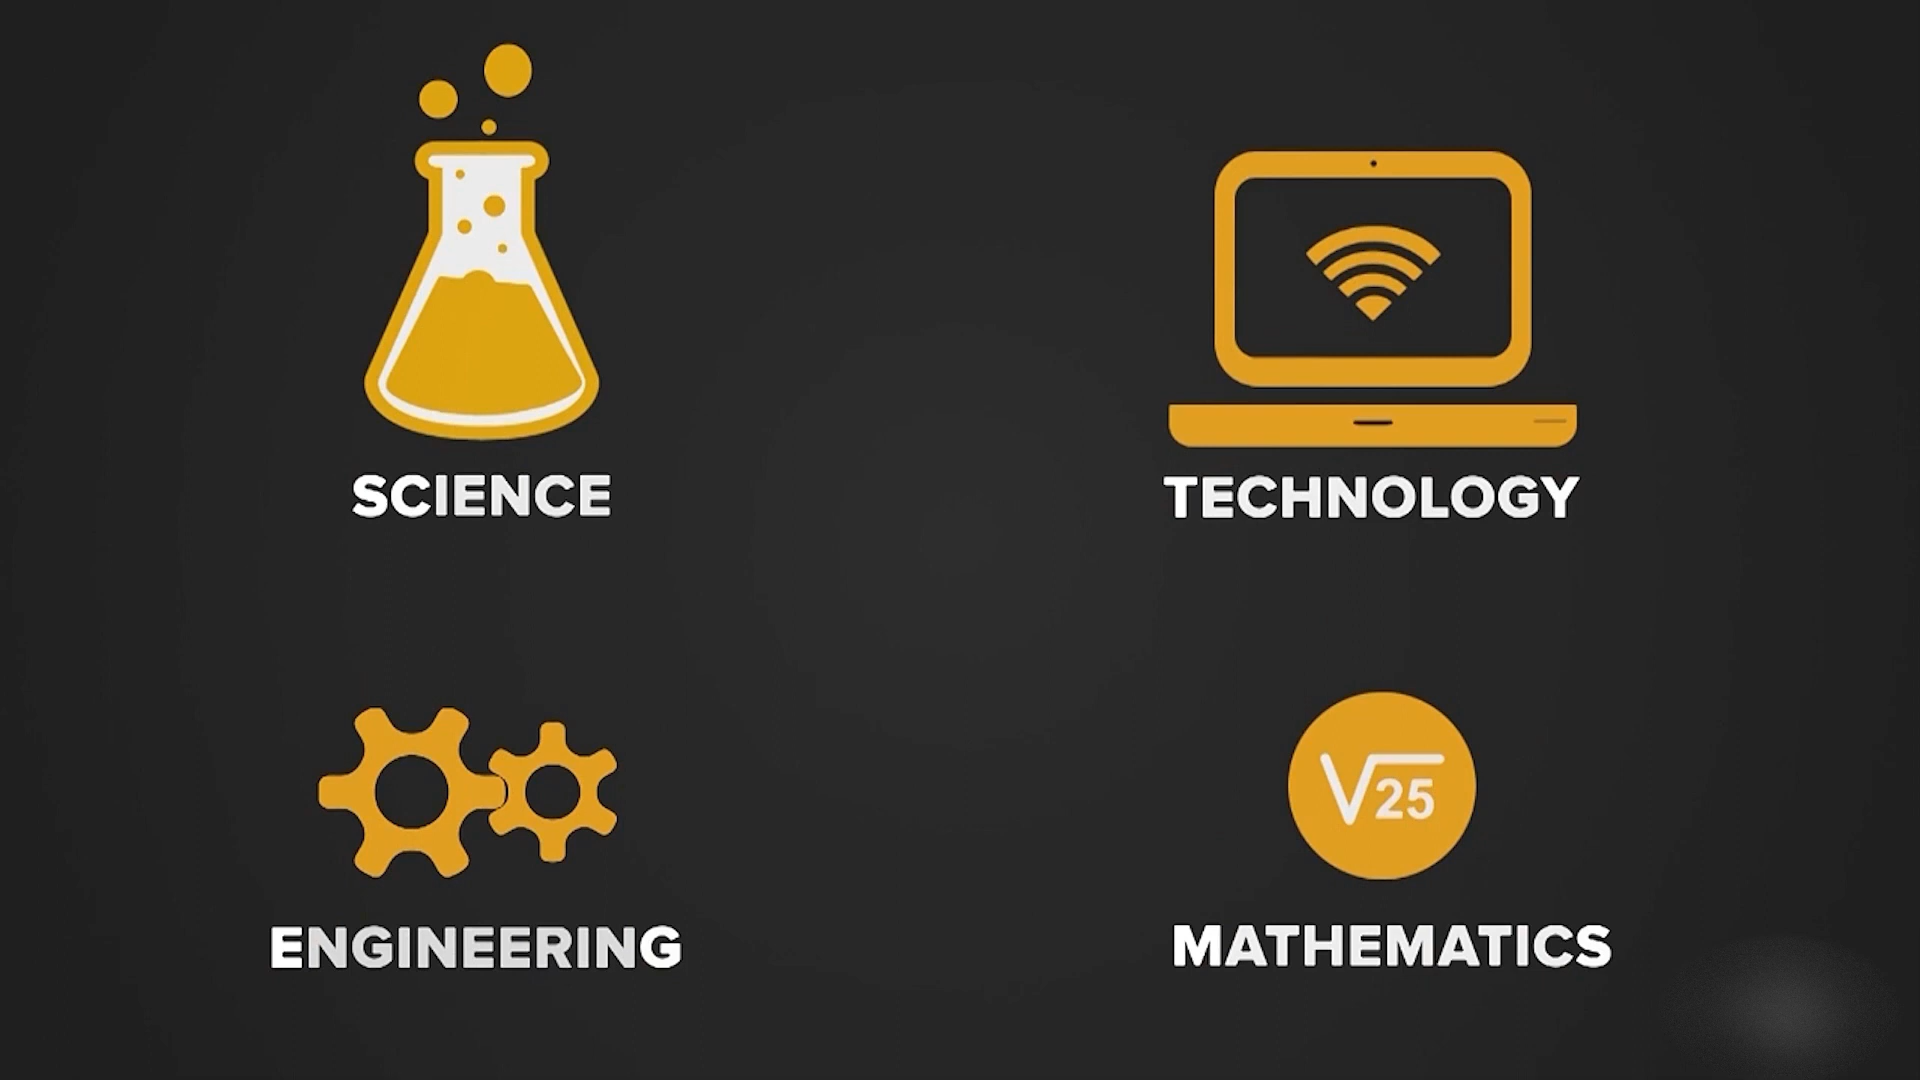 SCIENCE
TECHNOLOGY
ENGINEERING
√25
MATHEMATICS